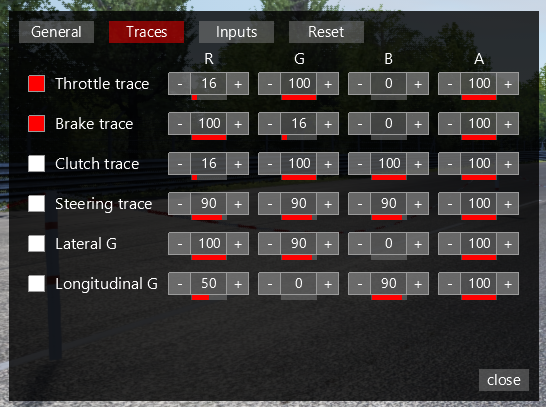 General Traces Inputs Reset
R G B A
Throttle trace - 16 + - 100 + - 0 + - 100 +
Brake trace - 100 + - 16 + - 0 + - 100 +
Clutch trace - 16 + - 100 + - 100 + - 100 +
Steering trace - 90 + - 90 + - 90 + - 100 +
Lateral G - 100 + - 90 + - 0 + - 100 +
Longitudinal G - 50 + - 0 + - 90 + - 100 +
close